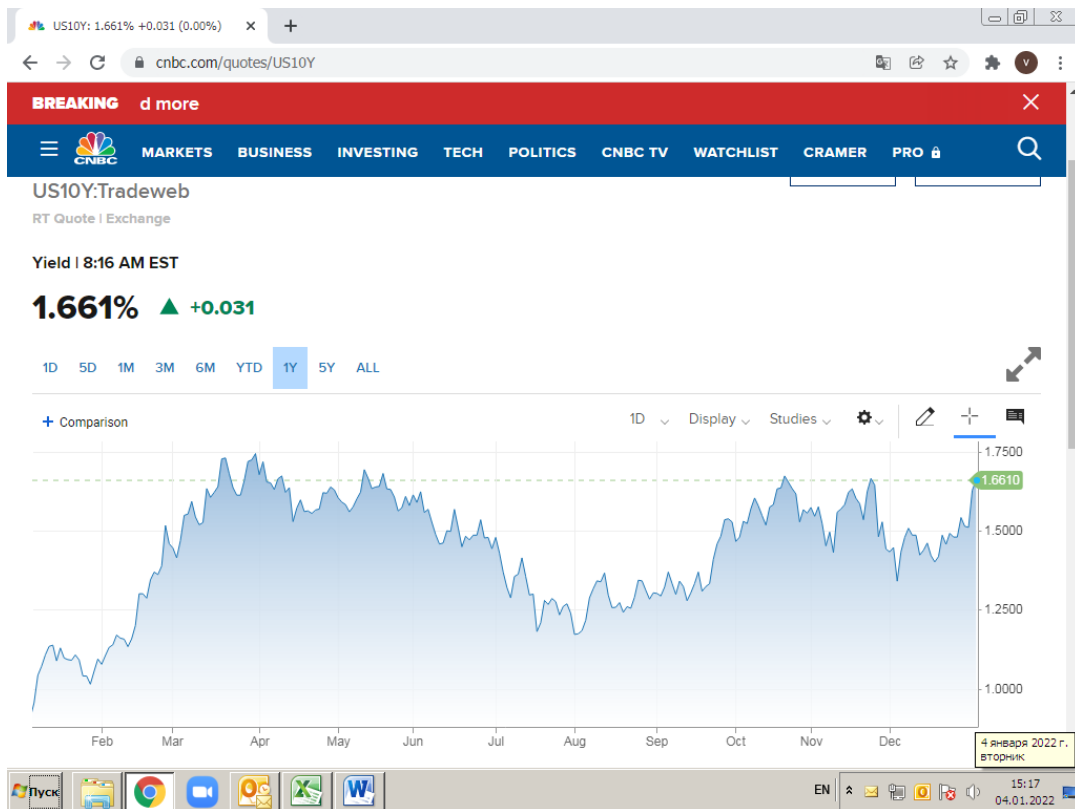 US10Y: 1.661% +0.031 (0.00%)
cnbc.com/quotes/US10Y
V
BREAKING d more
CNBC MARKETS BUSINESS INVESTING TECH POLITICS CNBC TV WATCHLIST CRAMER PRO
US10Y:Tradeweb
RT Quote | Exchange
Yield | 8:16 AM EST
1.661% +0.031
1D 5D 1M 3M 6M YTD 1Y 5Y ALL
+ Comparison 1D Display Studies
1.7500
1.6610
1.5000
1.2500
1.0000
Feb Mar Apr May Jun Jul Aug Sep Oct Nov Dec
4 января 2022 г.
вторник
Пуск EN 15:17
04.01.2022